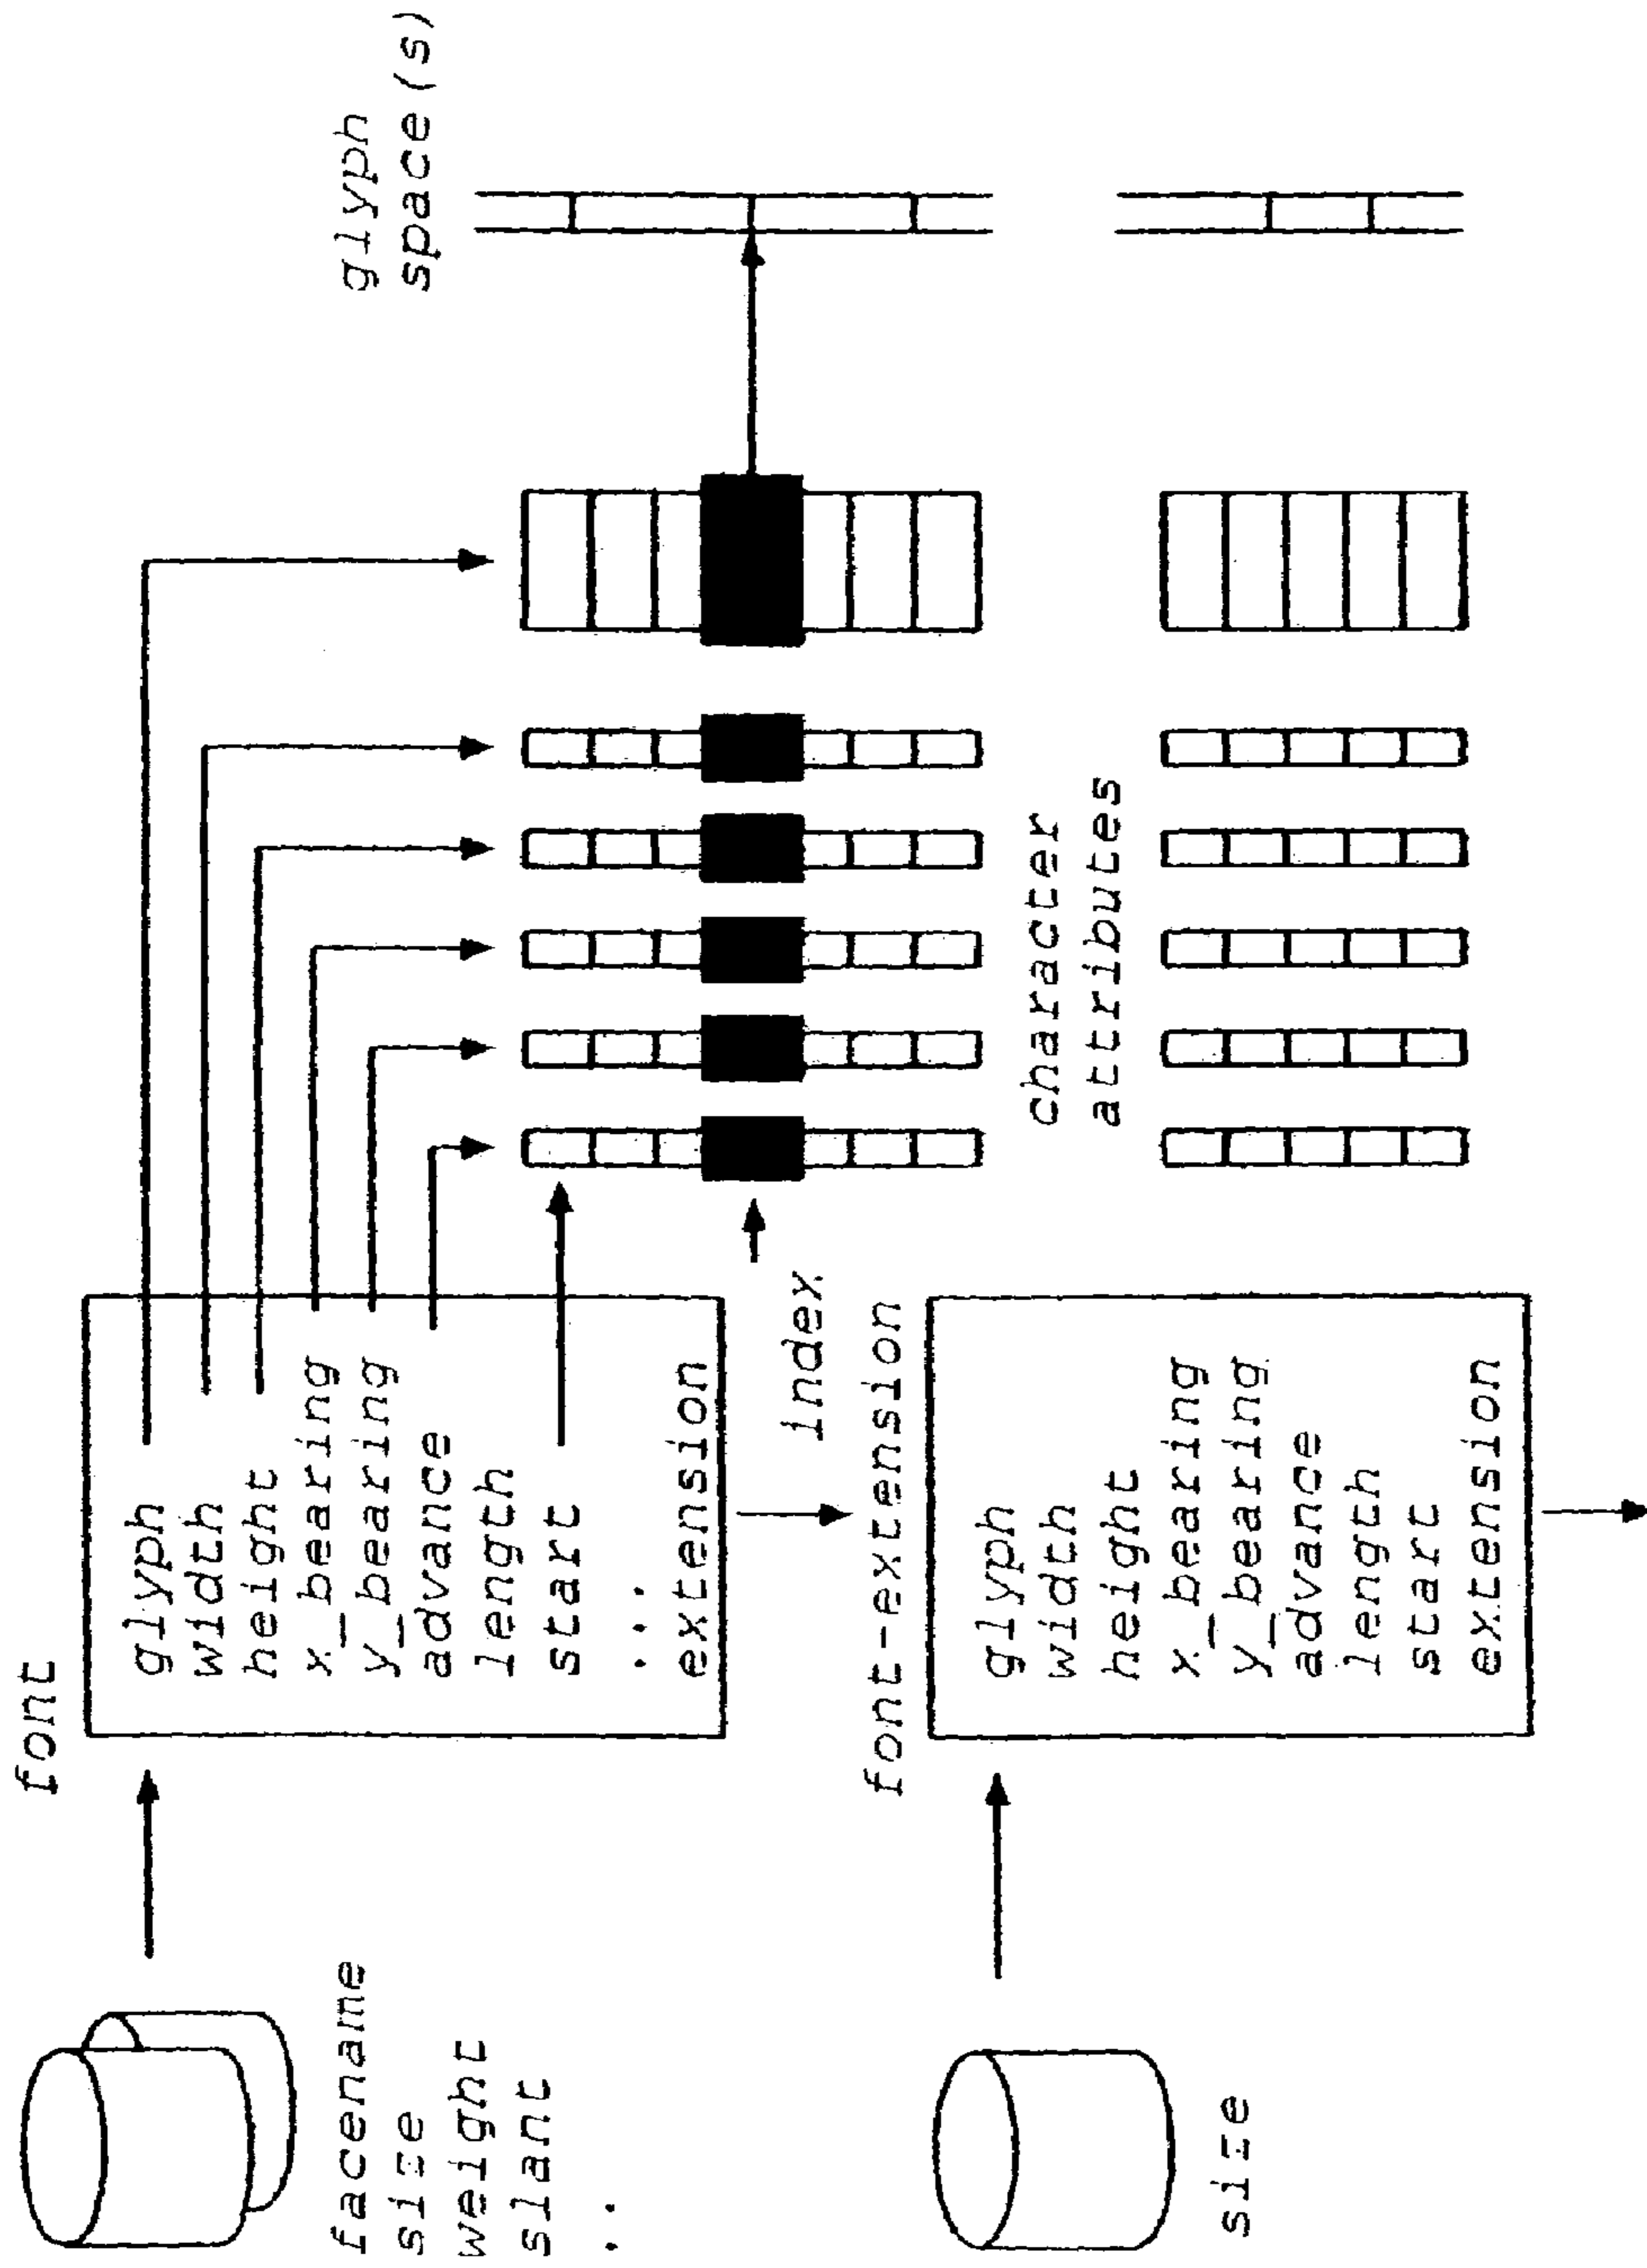 font
facename
size
weight
slant
..
glyph
width
height
x_bearing
y_bearing
advance
length
start
...
extension
glyph
space(s)
index
character
attributes
font-extension
size
glyph
width
height
x_bearing
y_bearing
advance
length
start
extension